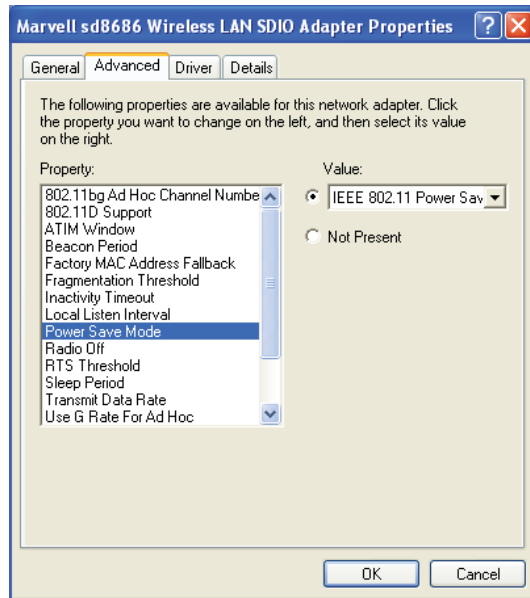 Marvell sd8686 Wireless LAN SDIO Adapter Properties
General Advanced Driver Details
The following properties are available for this network adapter. Click
the property you want to change on the left, and then select its value
on the right.
Property:
802.11bg Ad Hoc Channel Numbe
802.11D Support
ATIM Window
Beacon Period
Factory MAC Address Fallback
Fragmentation Threshold
Inactivity Timeout
Local Listen Interval
Power Save Mode
Radio Off
RTS Threshold
Sleep Period
Transmit Data Rate
Use G Rate For Ad Hoc
Value:
IEEE 802.11 Power Sav
Not Present
OK Cancel